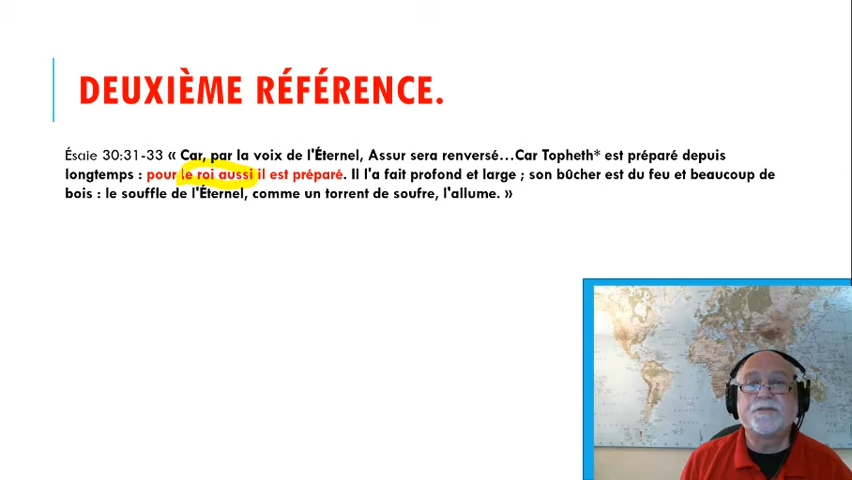 DEUXIÈME RÉFÉRENCE.
Ésaïe 30:31-33 « Car, par la voix de l'Éternel, Assur sera renversé…Car Topheth* est préparé depuis
longtemps : pour le roi aussi il est préparé. Il l'a fait profond et large ; son bûcher est du feu et beaucoup de
bois : le souffle de l'Éternel, comme un torrent de soufre, l'allume. »